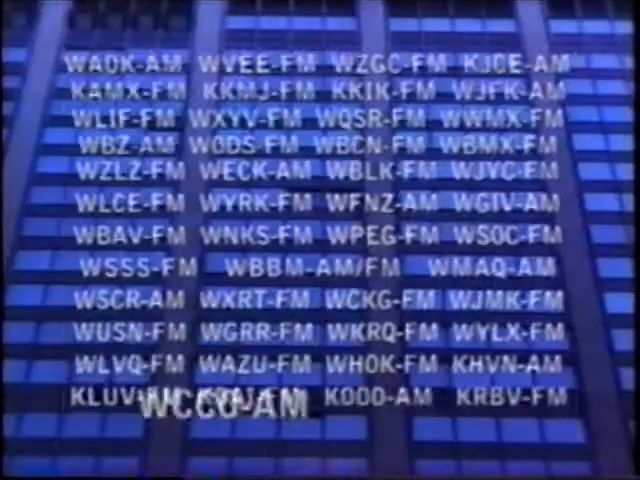 WAOK-AM WVEE-FM WZGC-FM KJCE-AM
KAMX-FM KKMJ-FM KKIK-FM WJFK-AM
WLIF-FM WXYV-FM WQSR-FM WWMX-FM
WBZ-AM WODS-FM WBCN-FM WBMX-FM
WZLZ-FM WECK-AM WBLK-FM WJYC-FM
WLCE-FM WYRK-FM WFNZ-AM WGIV-AM
WBAV-FM WNKS-FM WPEG-FM WSOC-FM
WSSS-FM WBBM-AM/FM WMAQ-AM
WSCR-AM WXRT-FM WCKG-FM WJMK-FM
WUSN-FM WGRR-FM WKRQ-FM WYLX-FM
WLVQ-FM WAZU-FM WHOK-FM KHVN-AM
KLUV-FM KOOO-AM KRBV-FM
WCCO-AM